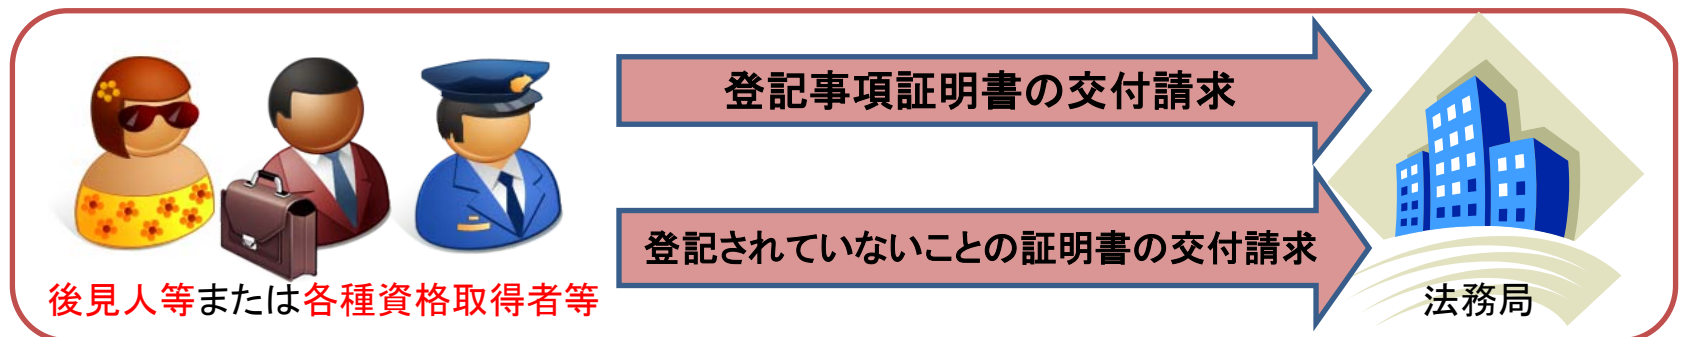 登記事項証明書の交付請求
登記されていないことの証明書の交付請求
後見人等または各種資格取得者等
法務局